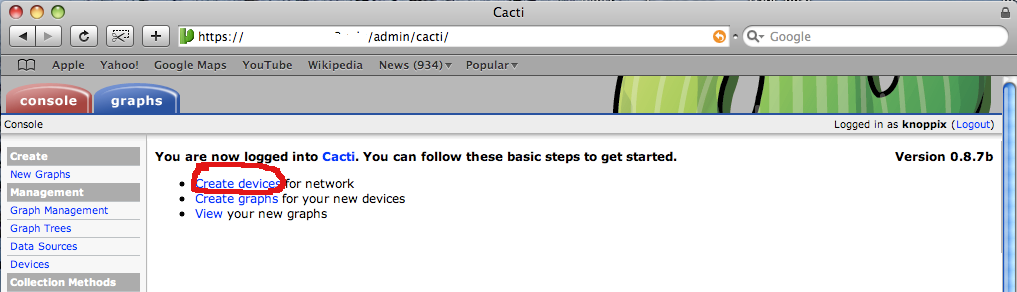 Cacti
https:// /admin/cacti/
Google
Apple Yahoo! Google Maps YouTube Wikipedia News (934) Popular
console graphs
Console Logged in as knoppix (Logout)
Create
New Graphs
Management
Graph Management
Graph Trees
Data Sources
Devices
Collection Methods
You are now logged into Cacti. You can follow these basic steps to get started. Version 0.8.7b
• Create devices for network
• Create graphs for your new devices
• View your new graphs